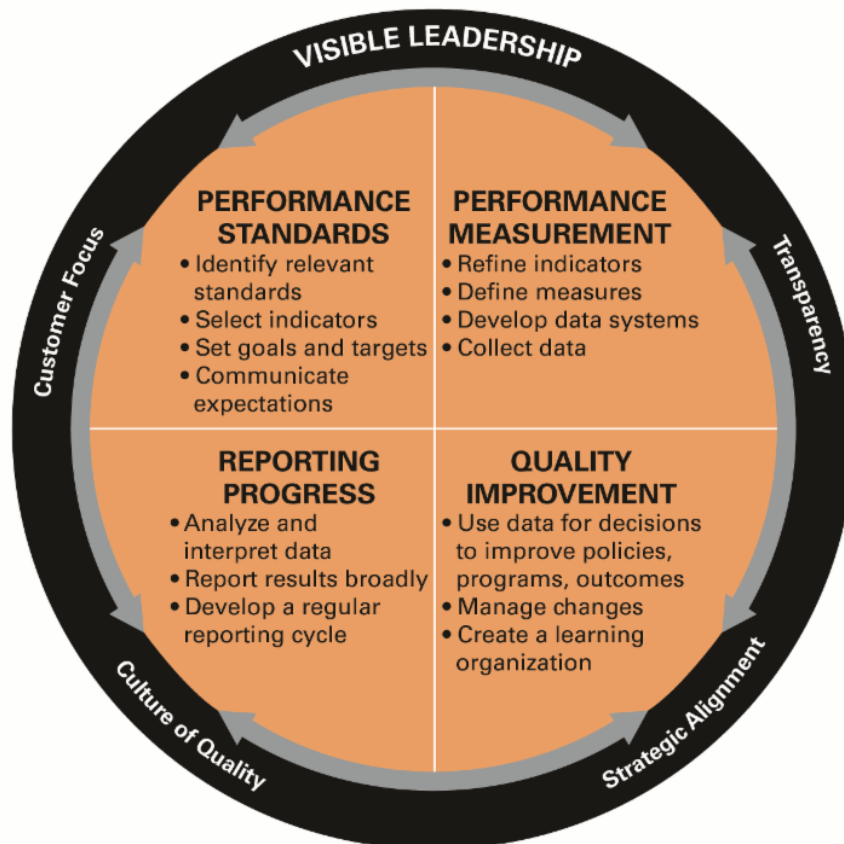 VISIBLE LEADERSHIP
Customer Focus
Transparency
PERFORMANCE
STANDARDS
• Identify relevant
standards
• Select indicators
• Set goals and targets
• Communicate
expectations
PERFORMANCE
MEASUREMENT
• Refine indicators
• Define measures
• Develop data systems
• Collect data
REPORTING
PROGRESS
• Analyze and
interpret data
• Report results broadly
• Develop a regular
reporting cycle
QUALITY
IMPROVEMENT
• Use data for decisions
to improve policies,
programs, outcomes
• Manage changes
• Create a learning
organization
Culture of Quality
Strategic Alignment